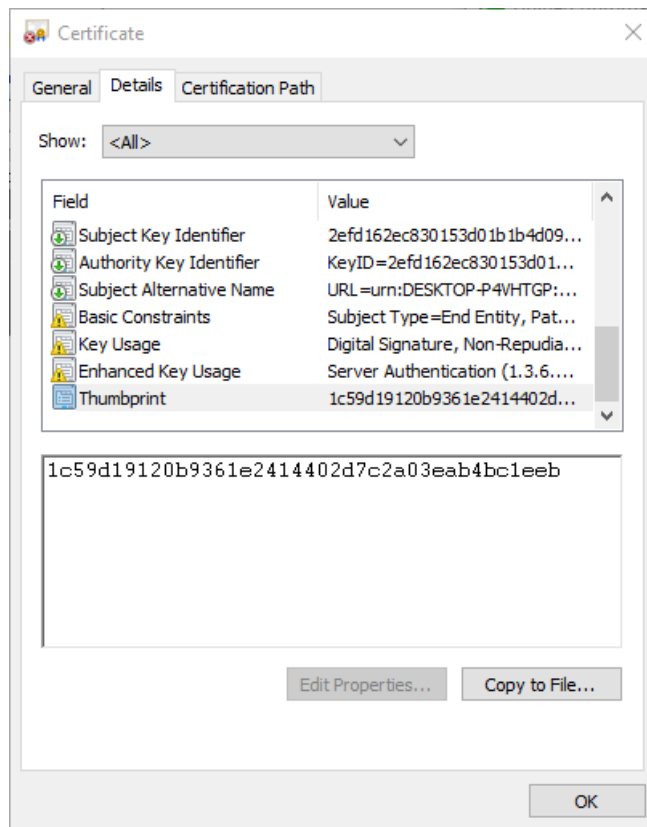 Certificate
General Details Certification Path
Show: <All>
Field Value
Subject Key Identifier 2efd162ec830153d01b1b4d09...
Authority Key Identifier KeyID=2efd162ec830153d01...
Subject Alternative Name URL=urn:DESKTOP-P4VHTGP:...
Basic Constraints Subject Type=End Entity, Pat...
Key Usage Digital Signature, Non-Repudia...
Enhanced Key Usage Server Authentication (1.3.6....
Thumbprint 1c59d19120b9361e2414402d...
1c59d19120b9361e2414402d7c2a03eab4bc1eeb
Edit Properties... Copy to File...
OK